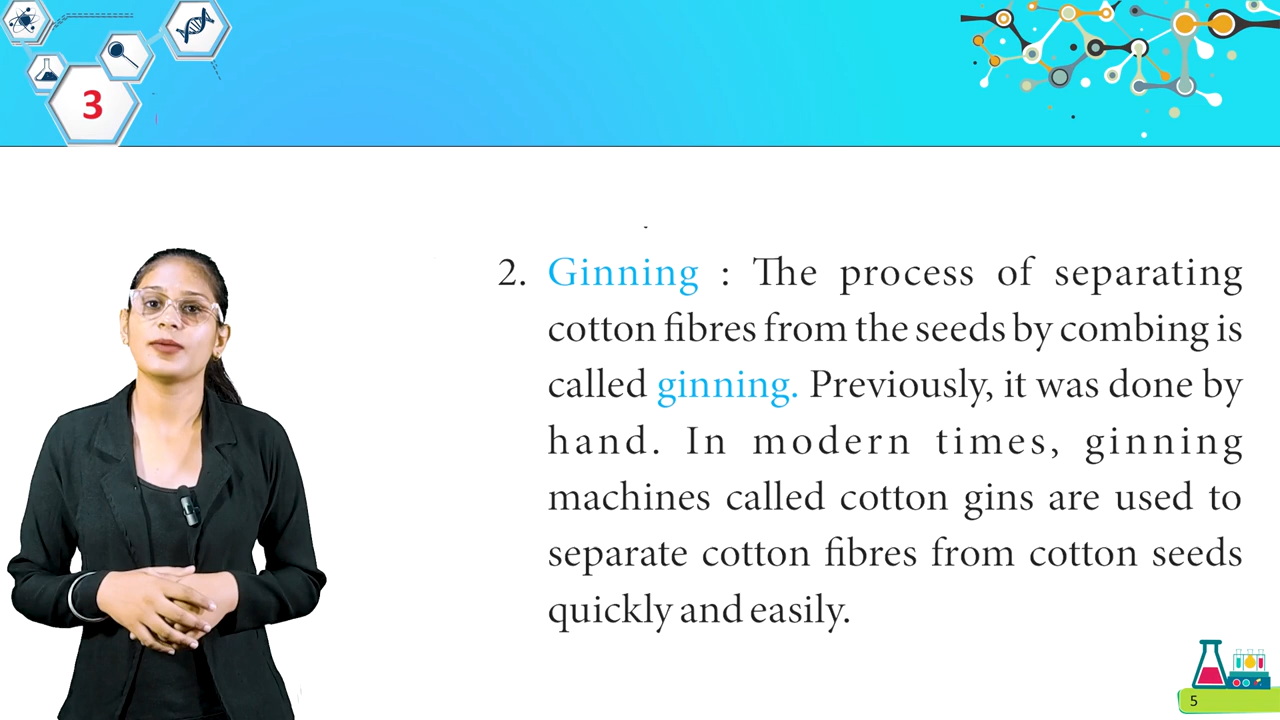 3
2. Ginning : The process of separating
cotton fibres from the seeds by combing is
called ginning. Previously, it was done by
hand. In modern times, ginning
machines called cotton gins are used to
separate cotton fibres from cotton seeds
quickly and easily.
5